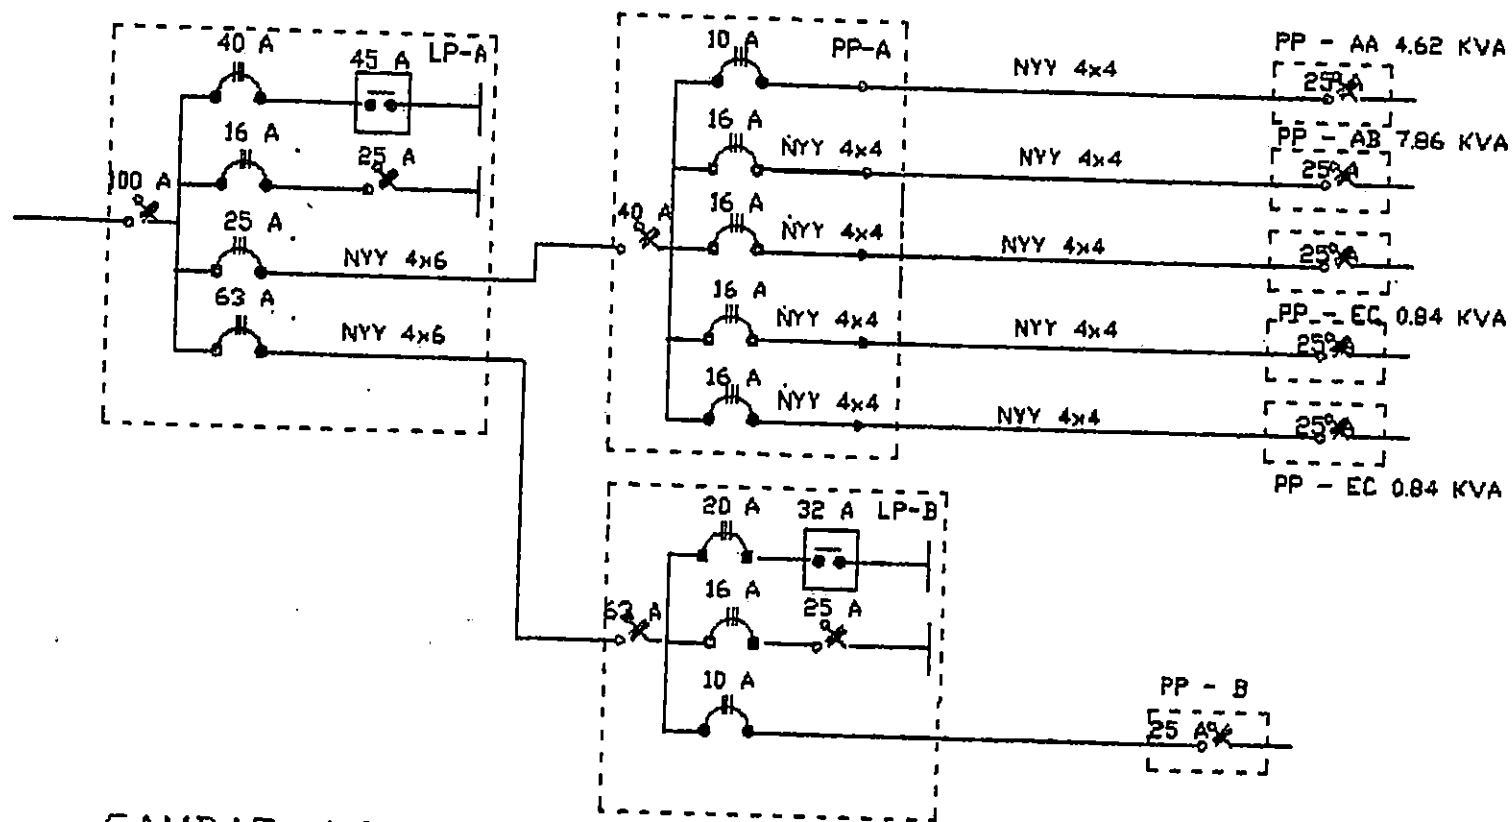 40 A
45 A
LP-A
16 A
25 A
100 A
25 A
NYY 4x6
63 A
NYY 4x6
10 A
PP-A
NYY 4x4
PP - AA 4.62 KVA
25 A
16 A
NYY 4x4
NYY 4x4
PP - AB 7.86 KVA
25 A
40 A
16 A
NYY 4x4
NYY 4x4
25 A
16 A
NYY 4x4
NYY 4x4
PP - EC 0.84 KVA
25 A
16 A
NYY 4x4
NYY 4x4
25 A
PP - EC 0.84 KVA
20 A
32 A
LP-B
63 A
16 A
25 A
10 A
PP - B
25 A